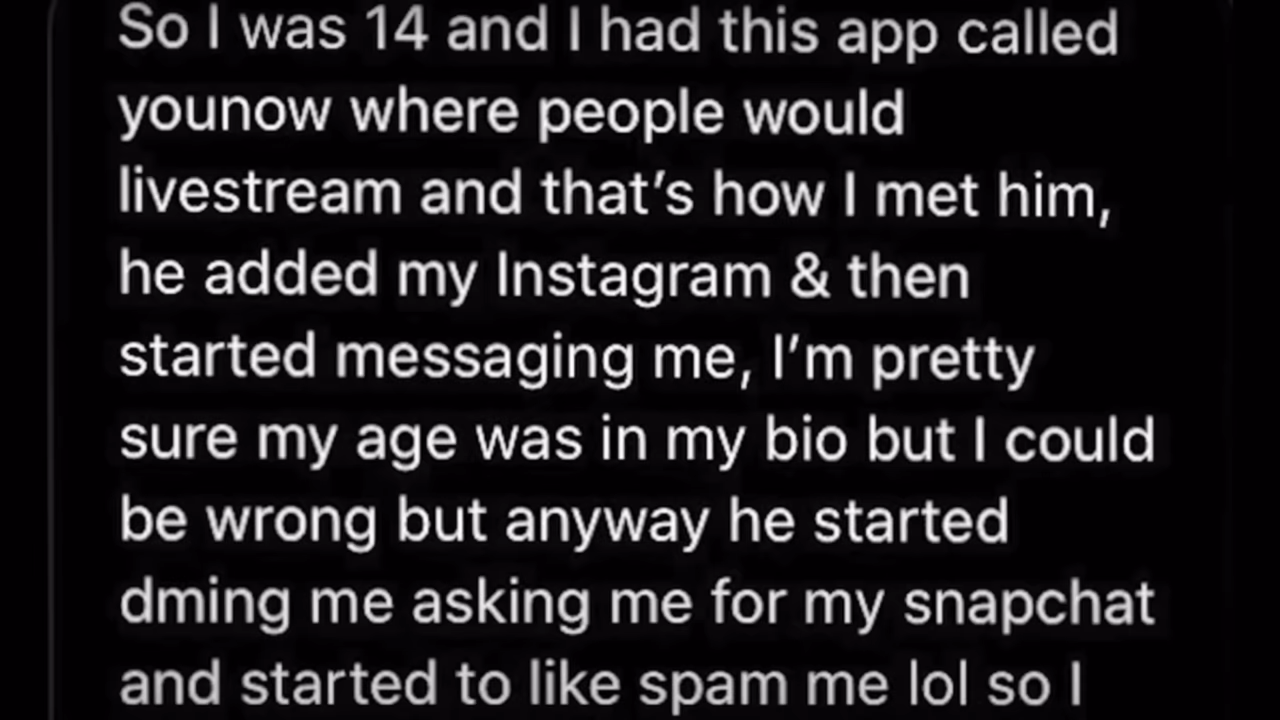 So I was 14 and I had this app called
younow where people would
livestream and that’s how I met him,
he added my Instagram & then
started messaging me, I’m pretty
sure my age was in my bio but I could
be wrong but anyway he started
dming me asking me for my snapchat
and started to like spam me lol so I